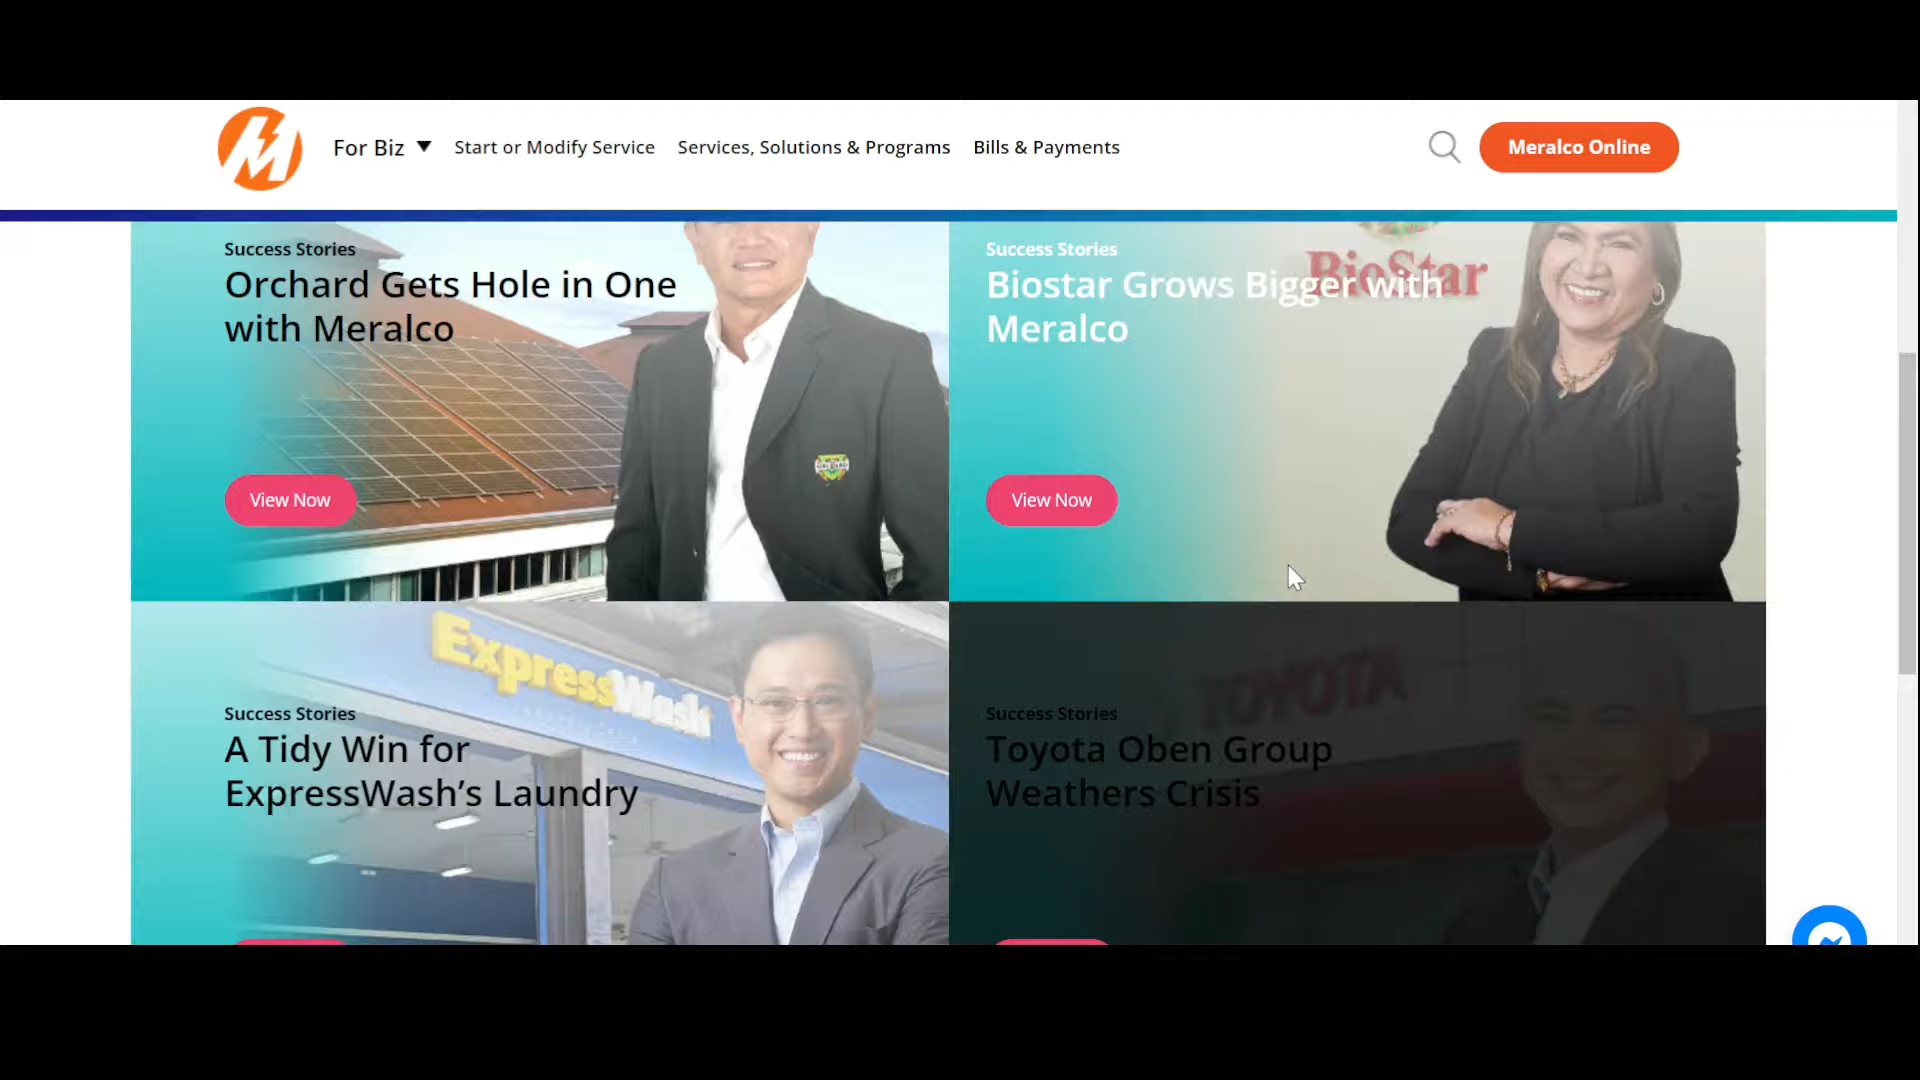 For Biz ▼ Start or Modify Service Services, Solutions & Programs Bills & Payments Meralco Online
Success Stories
Orchard Gets Hole in One
with Meralco
View Now
BioStar
Success Stories
Biostar Grows Bigger with
Meralco
View Now
ExpressWash
Success Stories
A Tidy Win for
ExpressWash’s Laundry
TOYOTA
Success Stories
Toyota Oben Group
Weathers Crisis